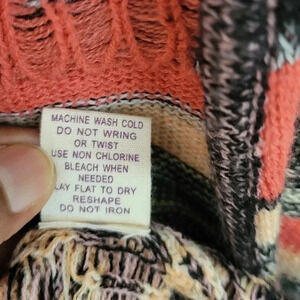 MACHINE WASH COLD
DO NOT WRING
OR TWIST
USE NON CHLORINE
BLEACH WHEN
NEEDED
LAY FLAT TO DRY
RESHAPE
DO NOT IRON